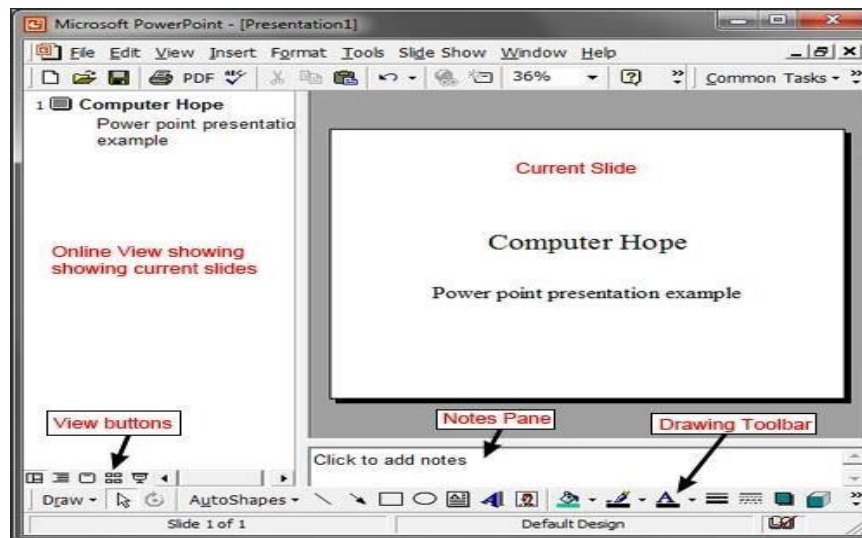 Microsoft PowerPoint - [Presentation1]
File Edit View Insert Format Tools Slide Show Window Help
PDF ABC 36% Common Tasks
1 Computer Hope
Power point presentatio
example
Online View showing
showing current slides
Current Slide
Computer Hope
Power point presentation example
View buttons
Notes Pane
Drawing Toolbar
Click to add notes
Draw AutoShapes
Slide 1 of 1 Default Design